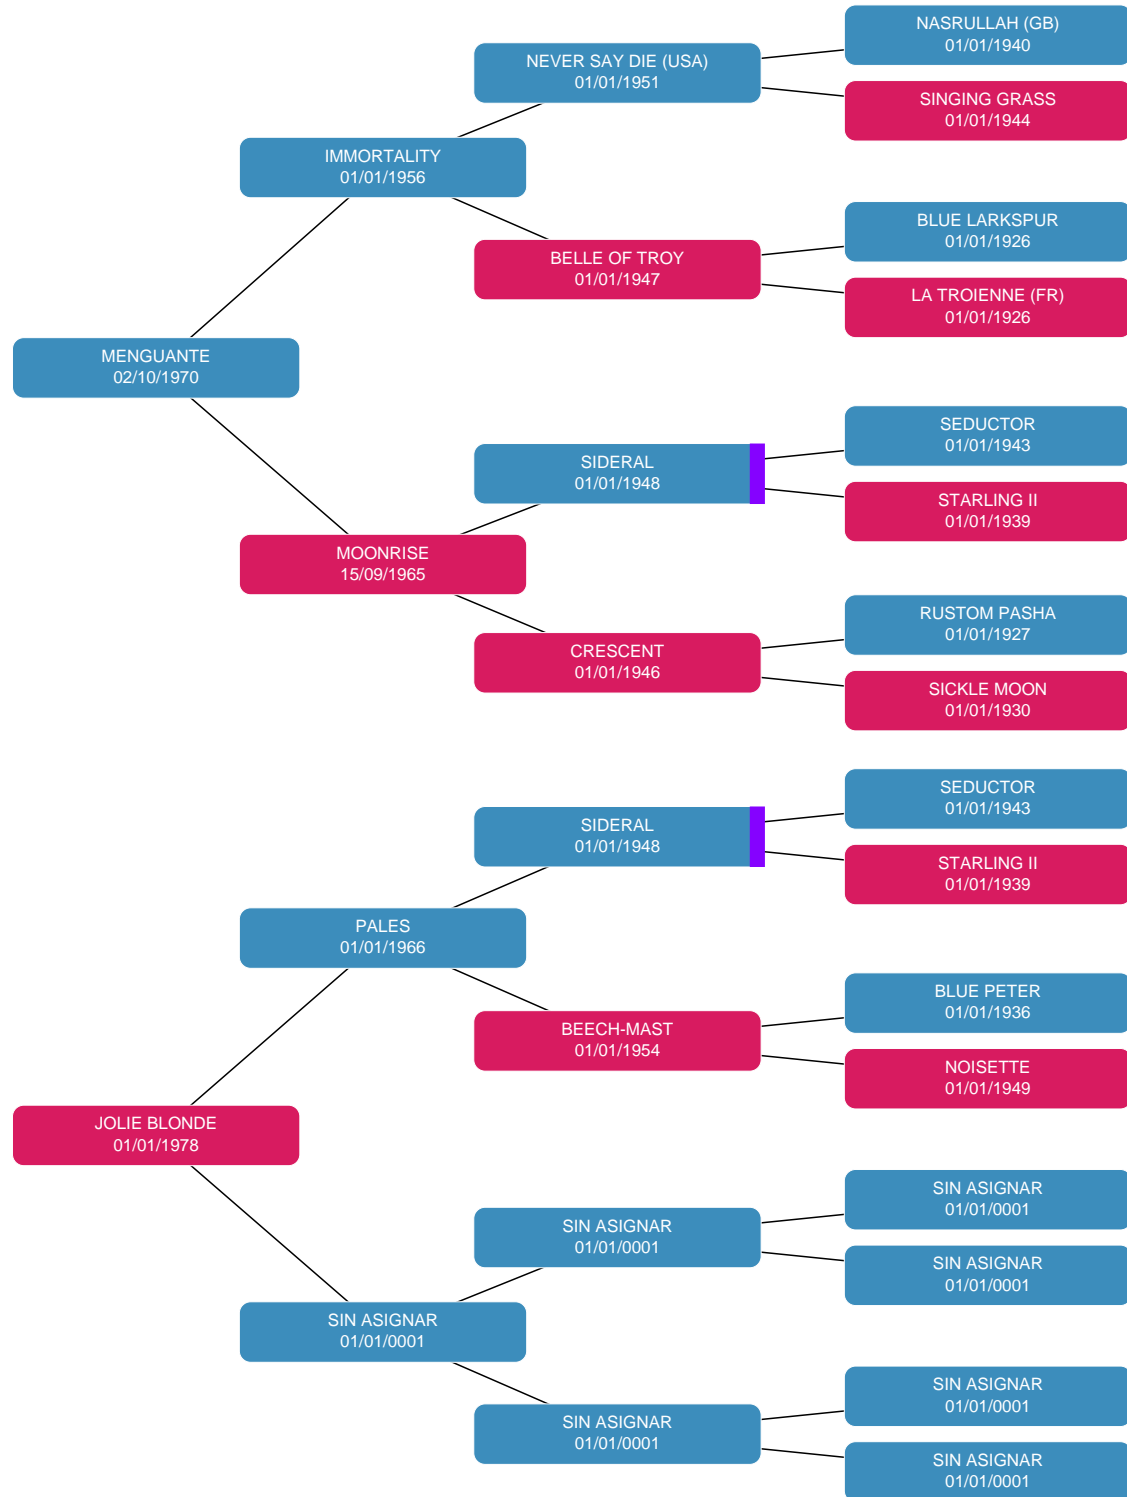 NASRULLAH (GB)
01/01/1940
NEVER SAY DIE (USA)
01/01/1951
SINGING GRASS
01/01/1944
IMMORTALITY
01/01/1956
BLUE LARKSPUR
01/01/1926
BELLE OF TROY
01/01/1947
LA TROIENNE (FR)
01/01/1926
MENGUANTE
02/10/1970
SEDUCTOR
01/01/1943
SIDERAL
01/01/1948
STARLING II
01/01/1939
MOONRISE
15/09/1965
RUSTOM PASHA
01/01/1927
CRESCENT
01/01/1946
SICKLE MOON
01/01/1930
SEDUCTOR
01/01/1943
SIDERAL
01/01/1948
STARLING II
01/01/1939
PALES
01/01/1966
BLUE PETER
01/01/1936
BEECH-MAST
01/01/1954
NOISETTE
01/01/1949
JOLIE BLONDE
01/01/1978
SIN ASIGNAR
01/01/0001
SIN ASIGNAR
01/01/0001
SIN ASIGNAR
01/01/0001
SIN ASIGNAR
01/01/0001
SIN ASIGNAR
01/01/0001
SIN ASIGNAR
01/01/0001
SIN ASIGNAR
01/01/0001